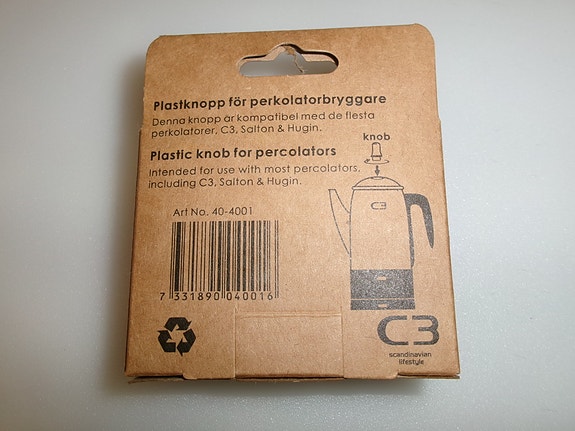 Plastknopp för perkolatorbryggare
Denna knopp är kompatibel med de flesta
perkolatorer, C3, Salton & Hugin.
knob
Plastic knob for percolators
Intended for use with most percolators,
including C3, Salton & Hugin.
C3
Art No. 40-4001
7 331890 040016
C3
scandinavian
lifestyle